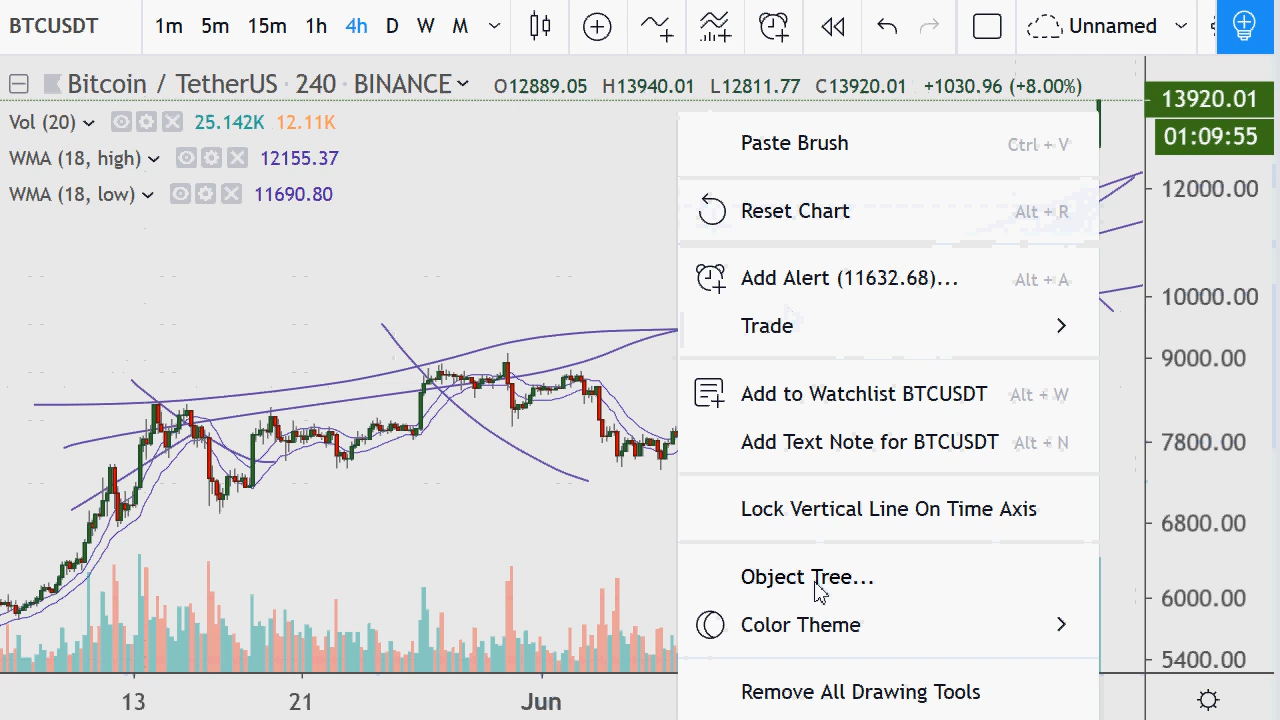 BTCUSDT 1m 5m 15m 1h 4h D W M Unnamed
Bitcoin / TetherUS · 240 · BINANCE O12889.05 H13940.01 L12811.77 C13920.01 +1030.96 (+8.00%)
13920.01
01:09:55
Vol (20) 25.142K 12.11K
WMA (18, high) 12155.37
WMA (18, low) 11690.80
Paste Brush Ctrl + V
Reset Chart Alt + R
Add Alert (11632.68)... Alt + A
Trade
Add to Watchlist BTCUSDT Alt + W
Add Text Note for BTCUSDT Alt + N
Lock Vertical Line On Time Axis
Object Tree...
Color Theme
Remove All Drawing Tools
12000.00
10000.00
9000.00
7800.00
6800.00
6000.00
5400.00
13 21 Jun